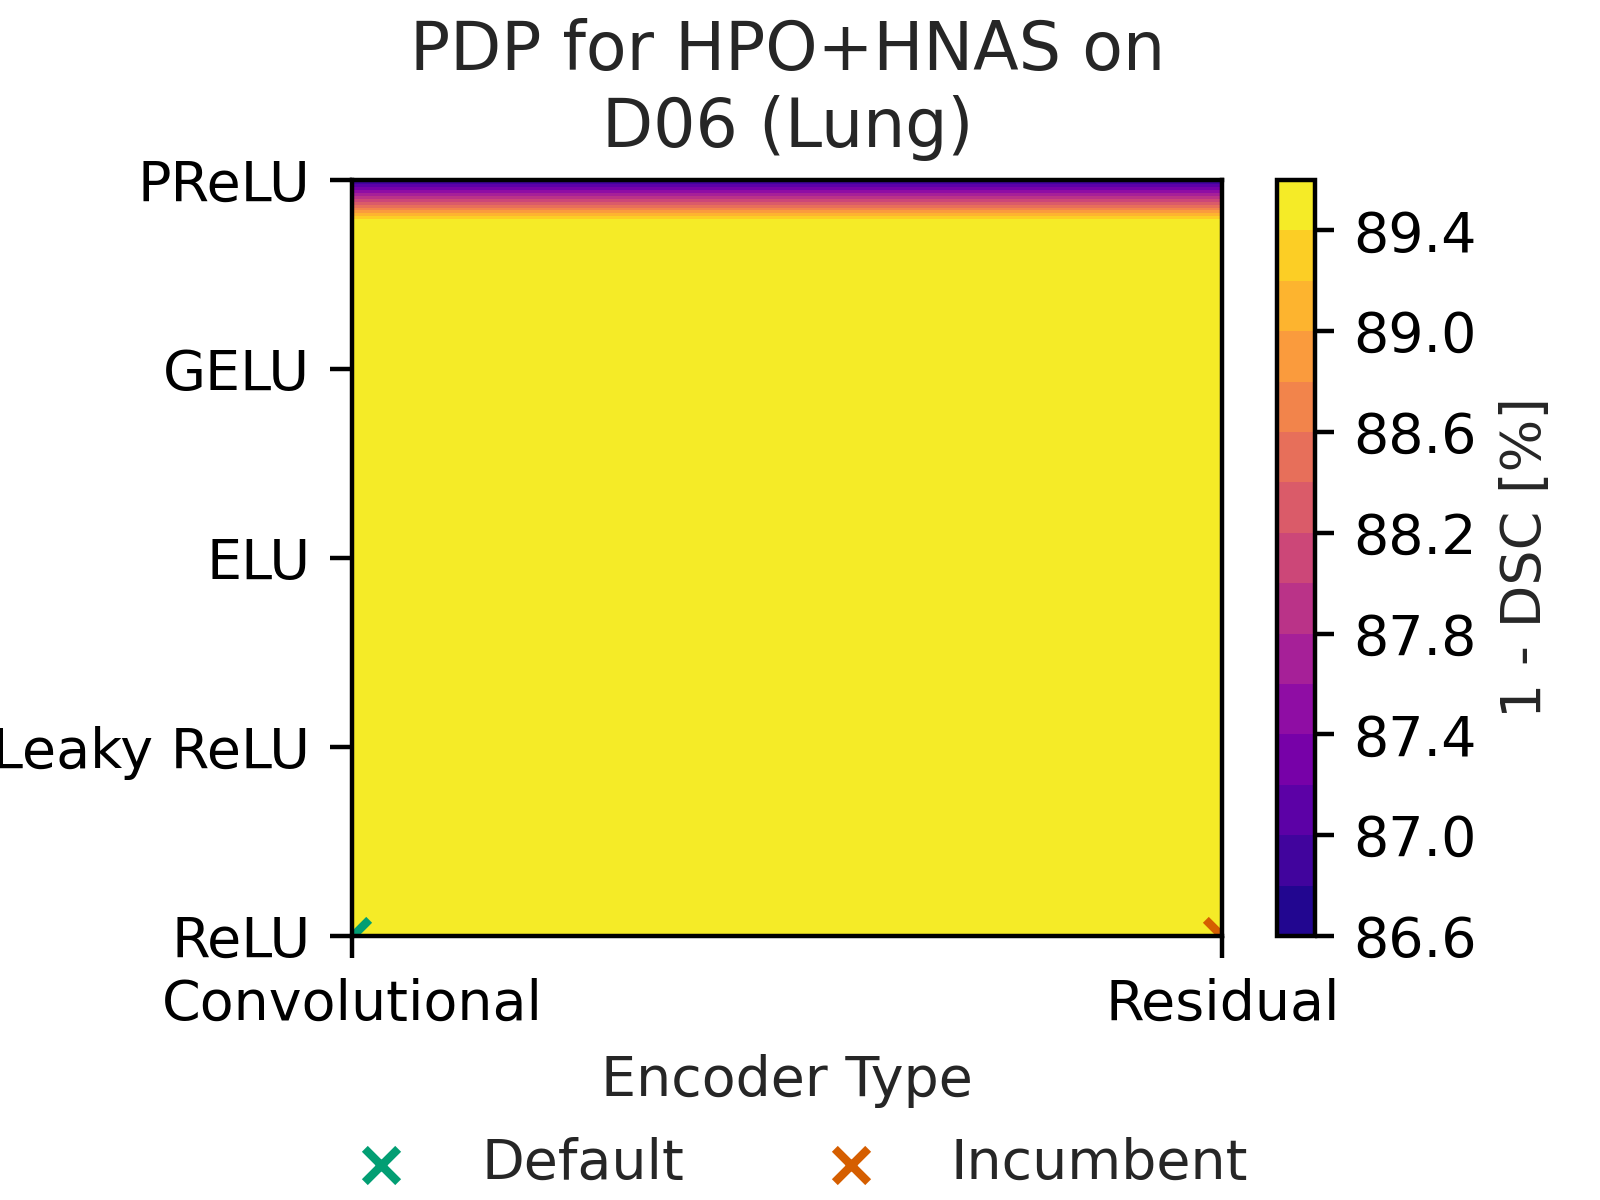 PDP for HPO+HNAS on
D06 (Lung)
PReLU
GELU
ELU
Leaky ReLU
ReLU
Convolutional
Residual
Encoder Type
89.4
89.0
88.6
88.2
87.8
87.4
87.0
86.6
1 - DSC [%]
Default
Incumbent